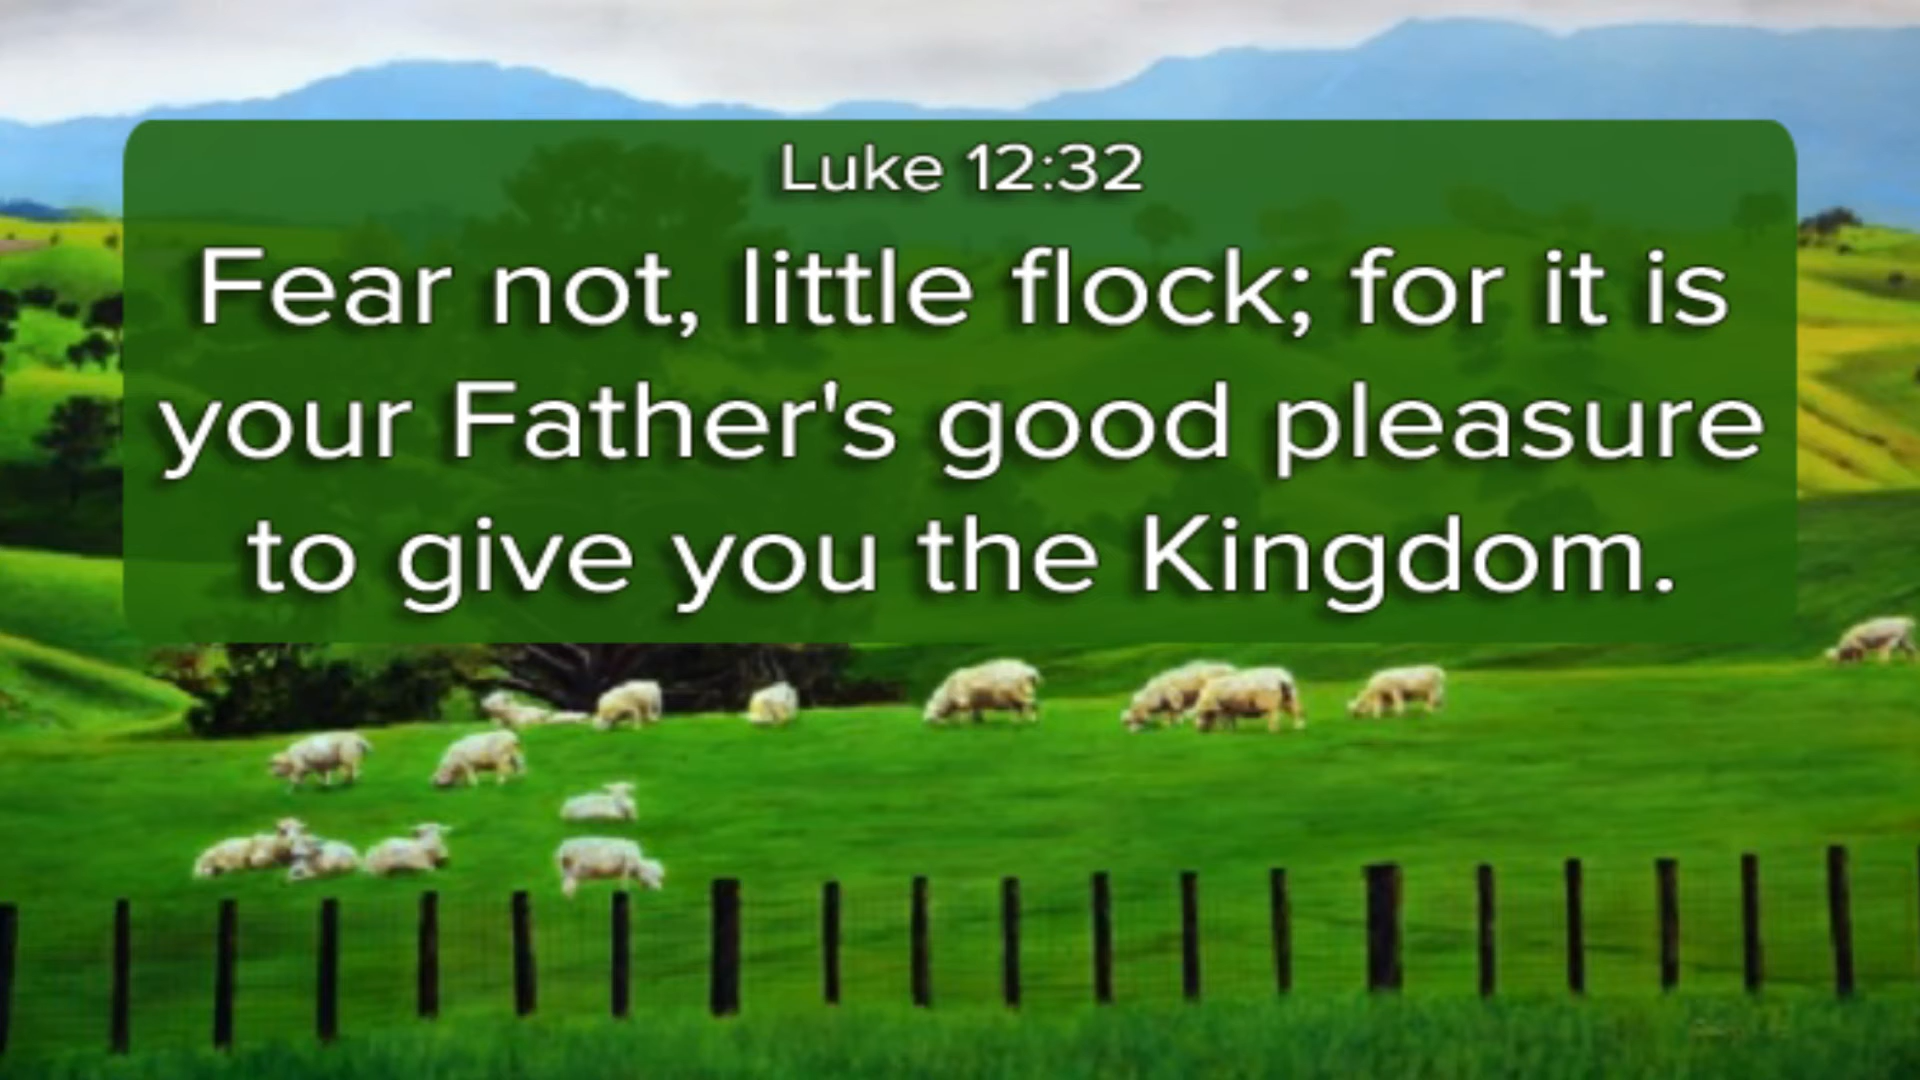 Luke 12:32
Fear not, little flock; for it is
your Father's good pleasure
to give you the Kingdom.